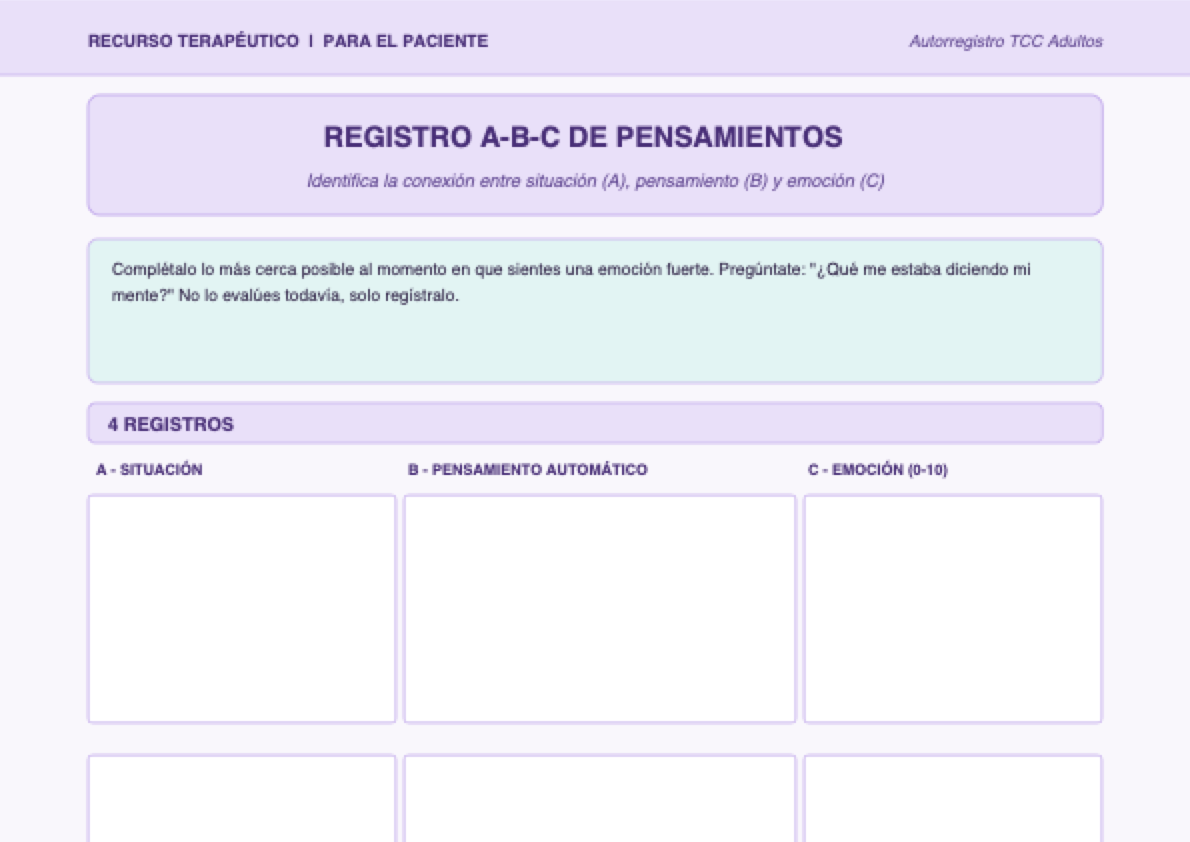 RECURSO TERAPÉUTICO | PARA EL PACIENTE
Autorregistro TCC Adultos
REGISTRO A-B-C DE PENSAMIENTOS
Identifica la conexión entre situación (A), pensamiento (B) y emoción (C)
Complétalo lo más cerca posible al momento en que sientes una emoción fuerte. Pregúntate: "¿Qué me estaba diciendo mi
mente?" No lo evalúes todavía, solo regístralo.
4 REGISTROS
A - SITUACIÓN
B - PENSAMIENTO AUTOMÁTICO
C - EMOCIÓN (0-10)